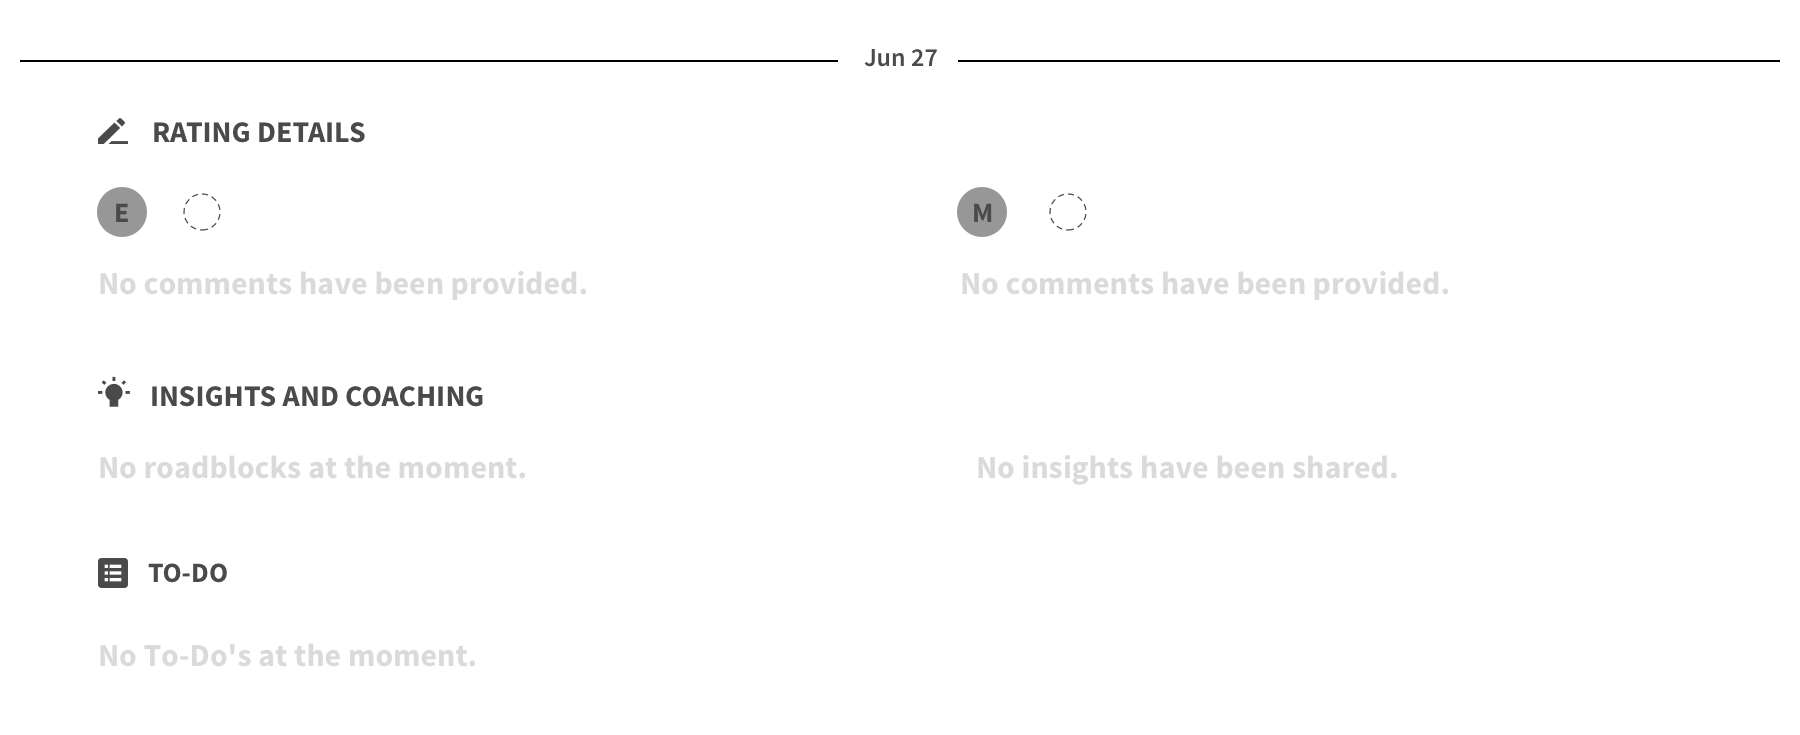 Jun 27
RATING DETAILS
E
M
No comments have been provided.
No comments have been provided.
INSIGHTS AND COACHING
No roadblocks at the moment.
No insights have been shared.
TO-DO
No To-Do's at the moment.